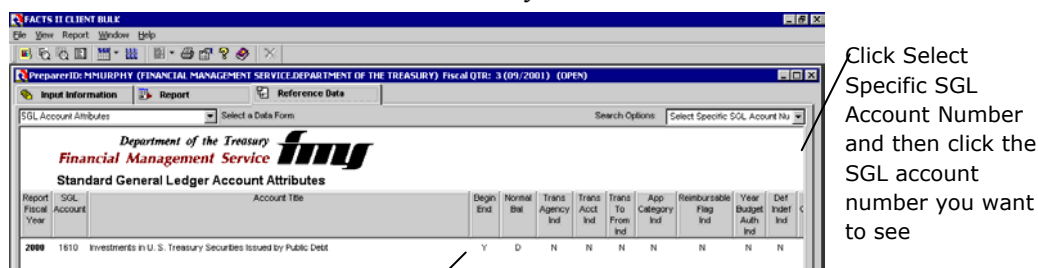 FACTS II CLIENT BULK
File View Report Window Help
PreparerID: MMURPHY (FINANCIAL MANAGEMENT SERVICE.DEPARTMENT OF THE TREASURY) Fiscal QTR: 3 (09/2001) (OPEN)
Input Information Report Reference Data
SGL Account Attributes Select a Data Form Search Options Select Specific SGL Account Nu
Department of the Treasury
Financial Management Service fms
Standard General Ledger Account Attributes
Report Fiscal Year SGL Account Account Title Begin End Normal Bal Trans Agency Ind Trans Acct Ind Trans To From Ind App Category Ind Reimbursable Flag Ind Year Budget Auth Ind Def Indef Ind
2000 1610 Investments in U. S. Treasury Securities Issued by Public Debt Y D N N N N N N N
Click Select
Specific SGL
Account Number
and then click the
SGL account
number you want
to see